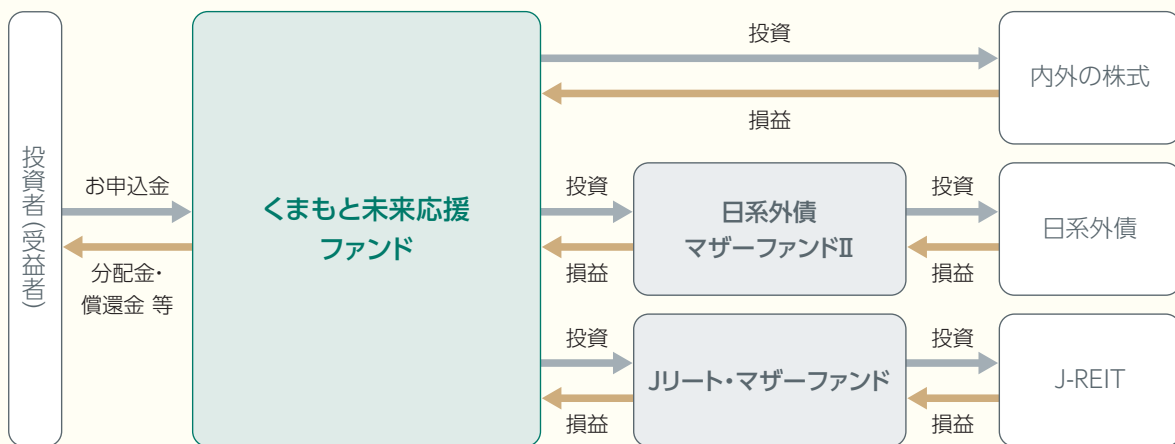 投資者(受益者)
お申込金
分配金・
償還金 等
くまもと未来応援
ファンド
投資
損益
内外の株式
投資
損益
日系外債
マザーファンドⅡ
投資
損益
日系外債
投資
損益
Jリート・マザーファンド
投資
損益
J-REIT